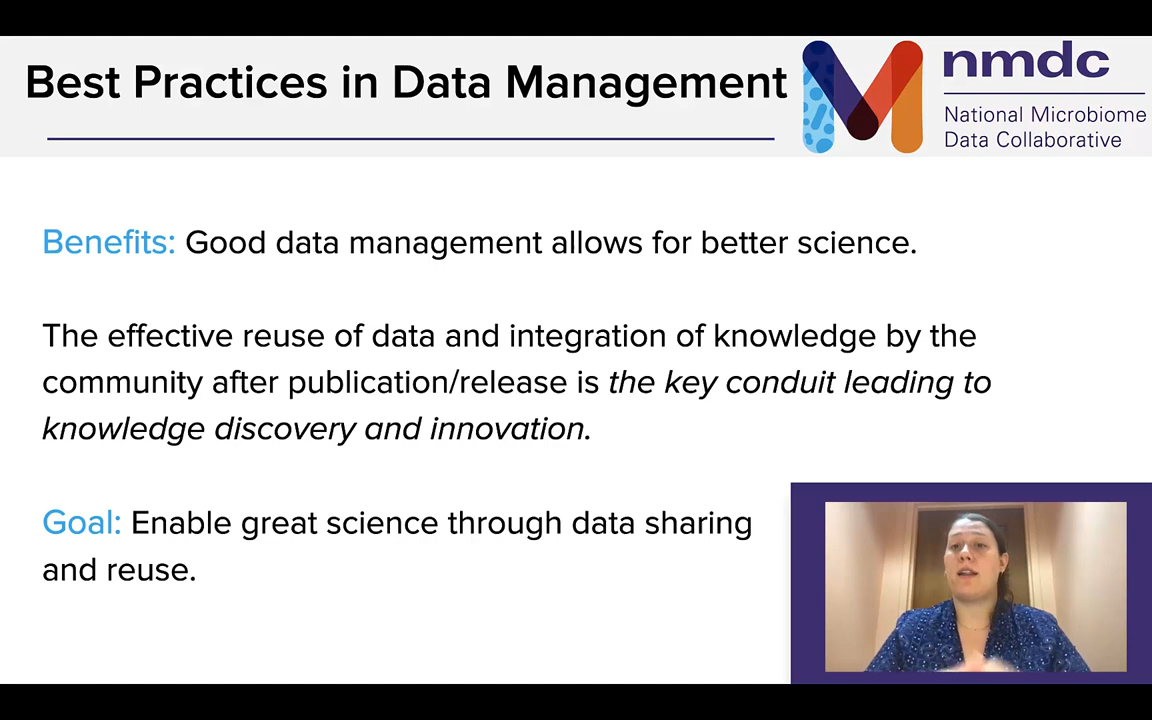 Best Practices in Data Management
nmdc
National Microbiome
Data Collaborative
Benefits: Good data management allows for better science.
The effective reuse of data and integration of knowledge by the
community after publication/release is the key conduit leading to
knowledge discovery and innovation.
Goal: Enable great science through data sharing
and reuse.